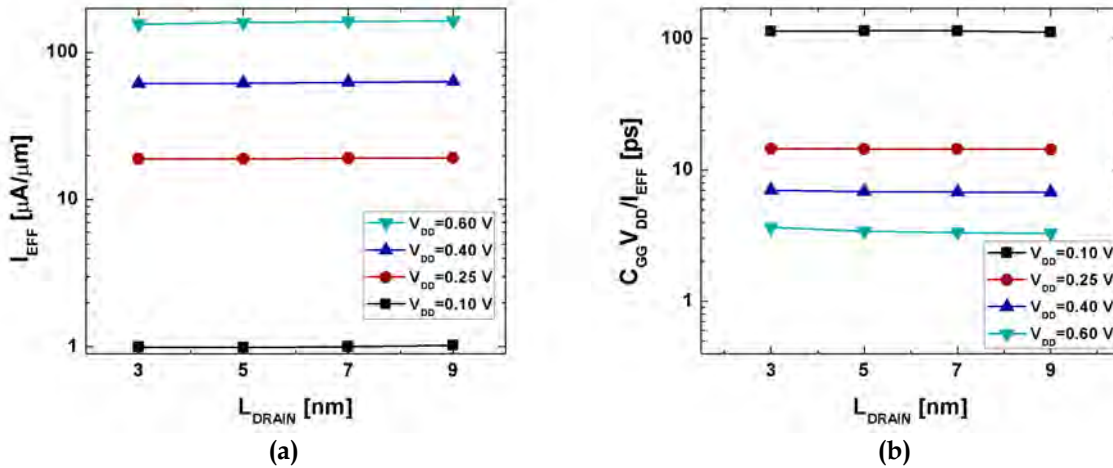 100
10
1
I_EFF [μA/μm]
V_DD=0.60 V
V_DD=0.40 V
V_DD=0.25 V
V_DD=0.10 V
3 5 7 9
L_DRAIN [nm]
(a)
100
10
1
C_GG V_DD/I_EFF [ps]
V_DD=0.10 V
V_DD=0.25 V
V_DD=0.40 V
V_DD=0.60 V
3 5 7 9
L_DRAIN [nm]
(b)